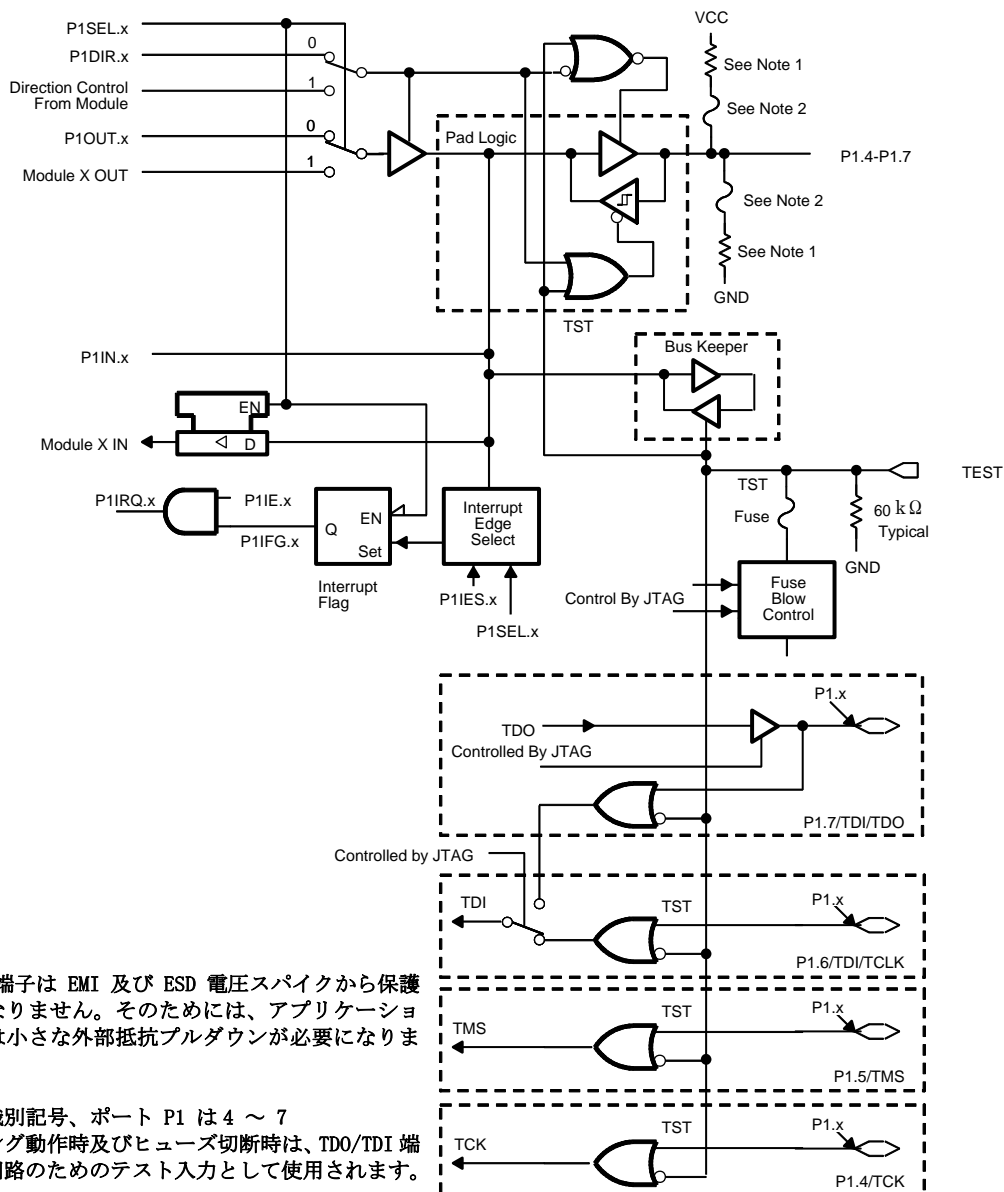 P1SEL.x
P1DIR.x
Direction Control
From Module
P1OUT.x
Module X OUT
0
1
0
1
Pad Logic
TST
VCC
See Note 1
See Note 2
P1.4-P1.7
See Note 2
See Note 1
GND
P1IN.x
Bus Keeper
EN
D
Module X IN
TEST
TST
Fuse
60 kΩ
Typical
GND
P1IRQ.x
P1IE.x
P1IFG.x
Q
EN
Set
Interrupt
Flag
Interrupt
Edge
Select
P1IES.x
P1SEL.x
Control By JTAG
Fuse
Blow
Control
P1.x
TDO
Controlled By JTAG
P1.7/TDI/TDO
Controlled by JTAG
TDI
TST
P1.x
P1.6/TDI/TCLK
TMS
TST
P1.x
P1.5/TMS
TCK
TST
P1.x
P1.4/TCK
端子は EMI 及び ESD 電圧スパイクから保護
なりません。そのためには、アプリケーショ
は小さな外部抵抗プルダウンが必要になりま
識別記号、ポート P1 は 4 ～ 7
グ動作時及びヒューズ切断時は、TDO/TDI 端
回路のためのテスト入力として使用されます。